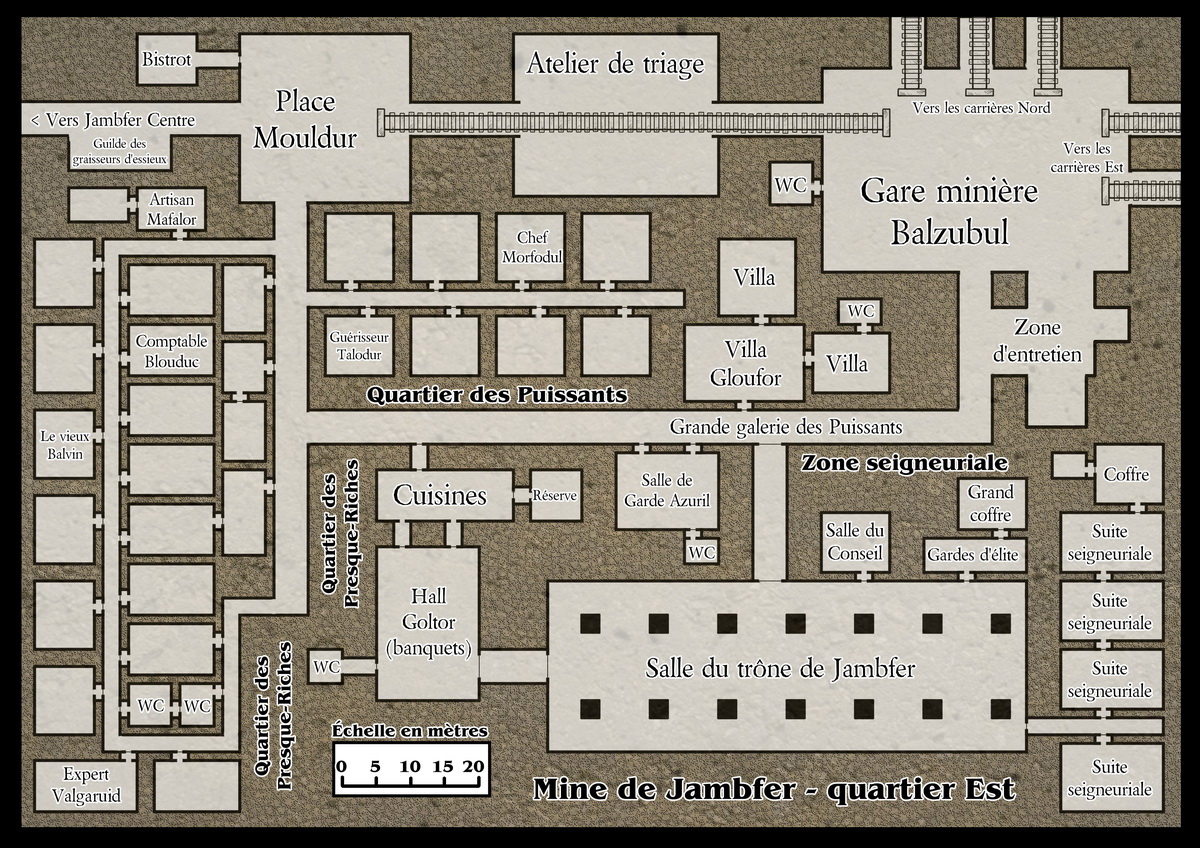 Bistrot
Place
Mouldur
Atelier de triage
Vers les carrières Nord
< Vers Jambfer Centre
Guilde des
graisseurs d'essieux
Vers les
carrières Est
WC
Gare minière
Balzubul
Artisan
Mafalor
Chef
Morfodul
Villa
WC
Zone
d'entretien
Comptable
Blouduc
Guérisseur
Talodur
Villa
Gloufor
Villa
Quartier des Puissants
Grande galerie des Puissants
Le vieux
Balvin
Zone seigneuriale
Quartier des
Presque-Riches
Cuisines
Réserve
Salle de
Garde Azuril
WC
Coffre
Grand
coffre
Salle du
Conseil
Gardes d'élite
Suite
seigneuriale
Hall
Goltor
(banquets)
Suite
seigneuriale
WC
Salle du trône de Jambfer
Suite
seigneuriale
WC
WC
Quartier des
Presque-Riches
Échelle en mètres
0 5 10 15 20
Expert
Valgaruid
Mine de Jambfer - quartier Est
Suite
seigneuriale